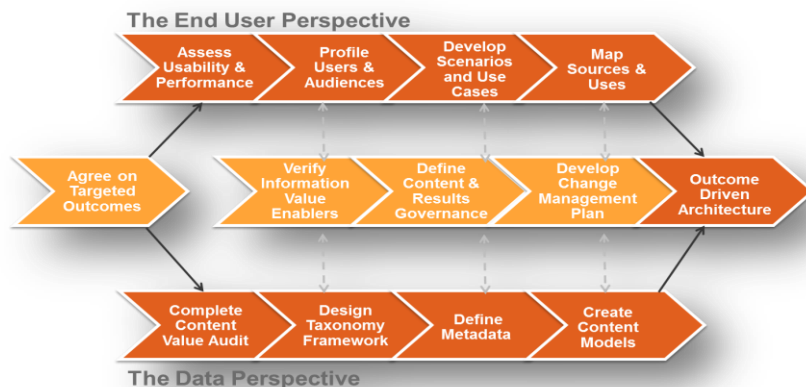 The End User Perspective
Assess
Usability &
Performance
Profile
Users &
Audiences
Develop
Scenarios
and Use
Cases
Map
Sources &
Uses
Agree on
Targeted
Outcomes
Verify
Information
Value
Enablers
Define
Content &
Results
Governance
Develop
Change
Management
Plan
Outcome
Driven
Architecture
Complete
Content
Value Audit
Design
Taxonomy
Framework
Define
Metadata
Create
Content
Models
The Data Perspective